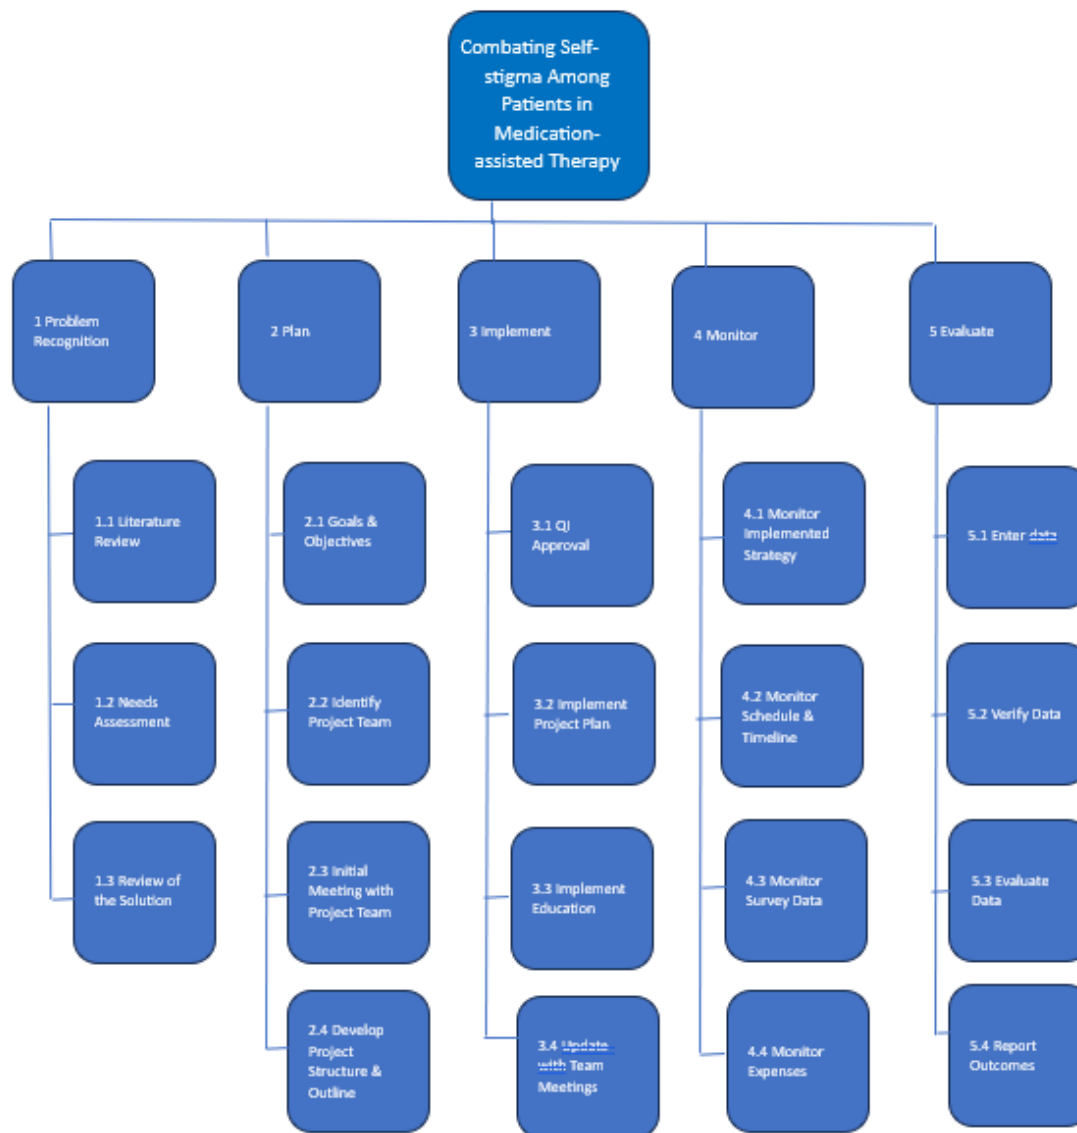 Combating Self-
stigma Among
Patients in
Medication-
assisted Therapy
1 Problem
Recognition
2 Plan
3 Implement
4 Monitor
5 Evaluate
1.1 Literature
Review
2.1 Goals &
Objectives
3.1 QI
Approval
4.1 Monitor
Implemented
Strategy
5.1 Enter data
1.2 Needs
Assessment
2.2 Identify
Project Team
3.2 Implement
Project Plan
4.2 Monitor
Schedule &
Timeline
5.2 Verify Data
1.3 Review of
the Solution
2.3 Initial
Meeting with
Project Team
3.3 Implement
Education
4.3 Monitor
Survey Data
5.3 Evaluate
Data
2.4 Develop
Project
Structure &
Outline
3.4 Update
with Team
Meetings
4.4 Monitor
Expenses
5.4 Report
Outcomes